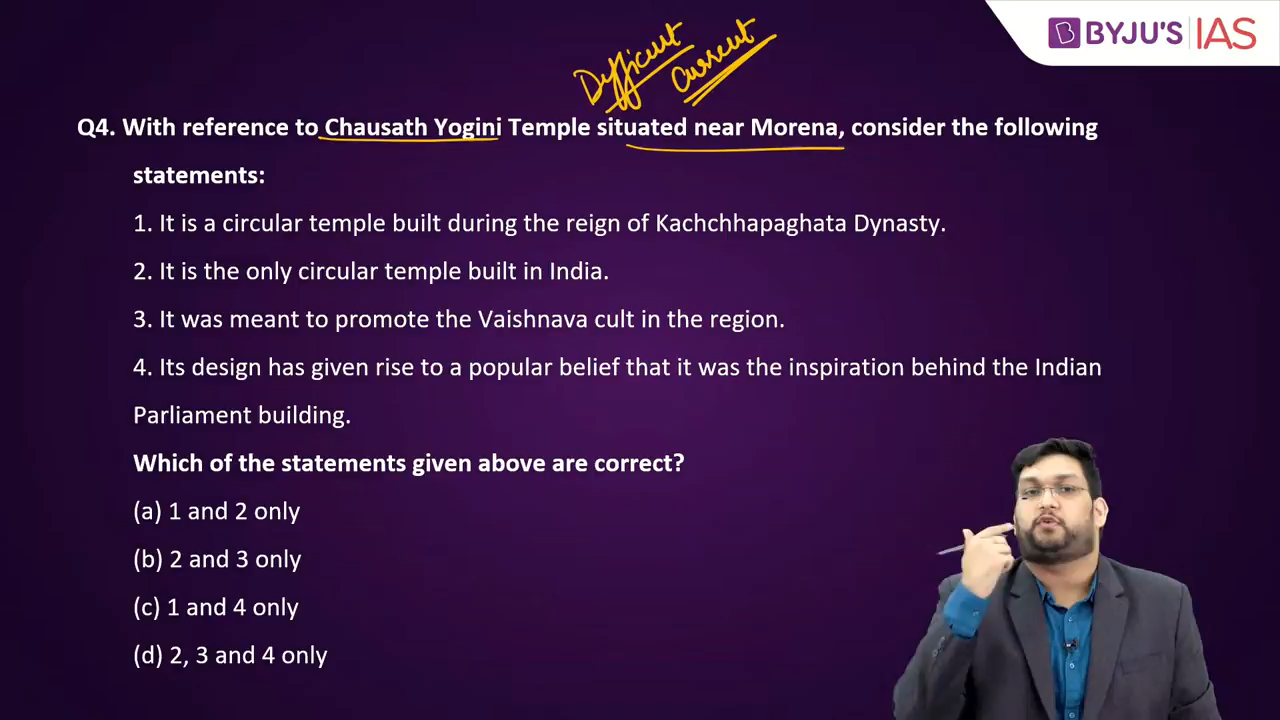 BYJU'S IAS
Difficult
Current
Q4. With reference to Chausath Yogini Temple situated near Morena, consider the following
statements:
1. It is a circular temple built during the reign of Kachchhapaghata Dynasty.
2. It is the only circular temple built in India.
3. It was meant to promote the Vaishnava cult in the region.
4. Its design has given rise to a popular belief that it was the inspiration behind the Indian
Parliament building.
Which of the statements given above are correct?
(a) 1 and 2 only
(b) 2 and 3 only
(c) 1 and 4 only
(d) 2, 3 and 4 only